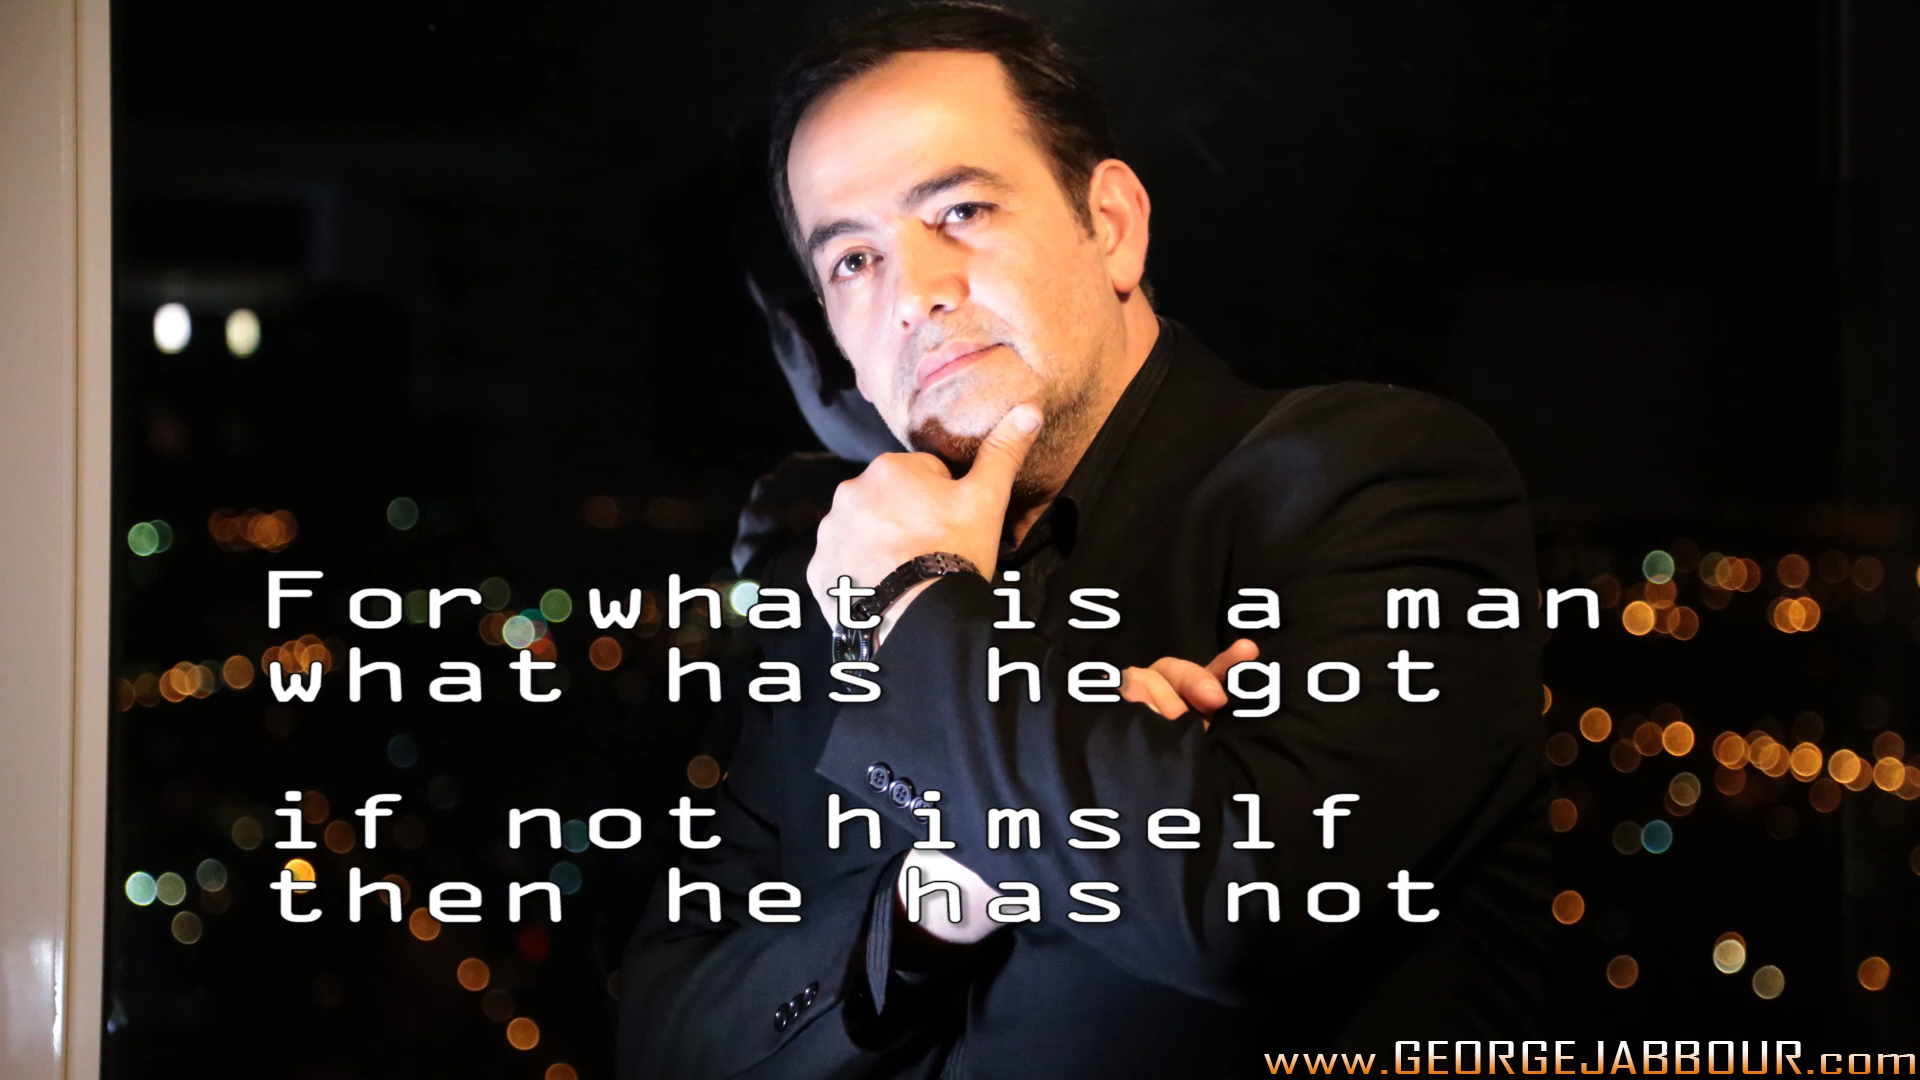 For what is a man
what has he got
if not himself
then he has not
www.GEORGEJABBOUR.com